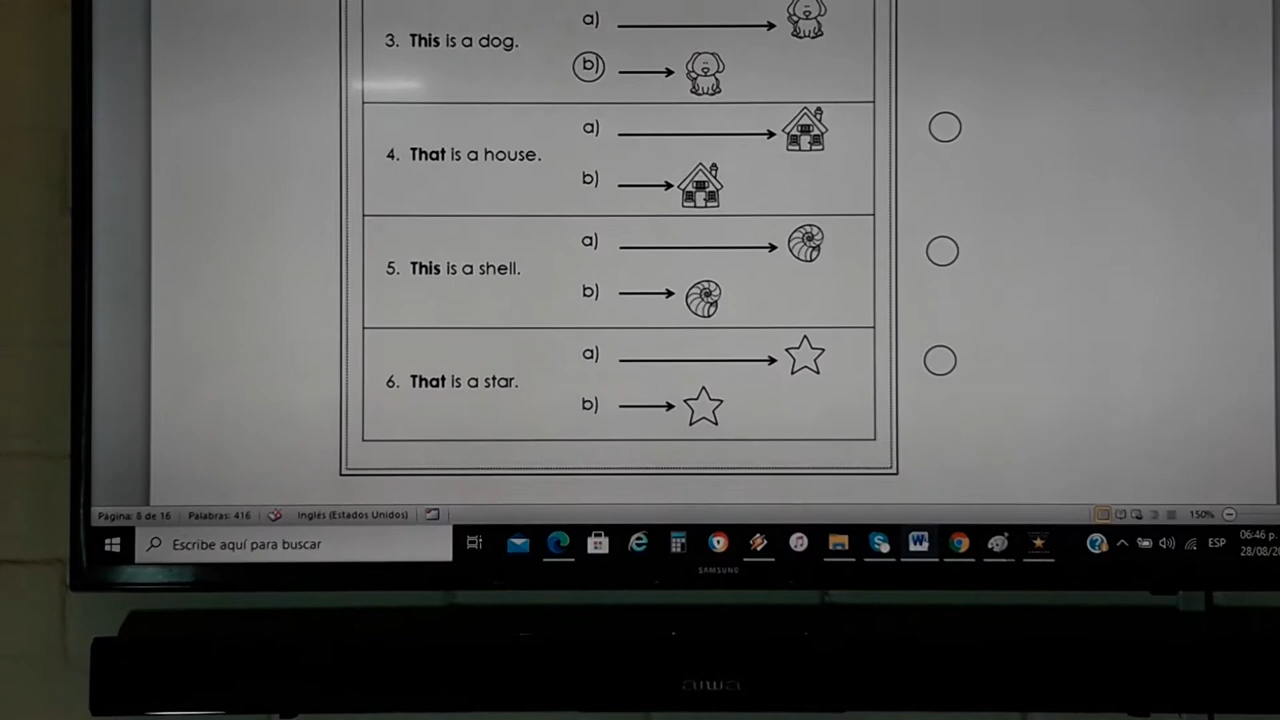 a)
3. This is a dog.
b)
a)
4. That is a house.
b)
a)
5. This is a shell.
b)
a)
6. That is a star.
b)
Página: 8 de 16 Palabras: 416 Inglés (Estados Unidos) 150%
Escribe aquí para buscar
ESP
06:46 p.
28/08/20
SAMSUNG
aiwa